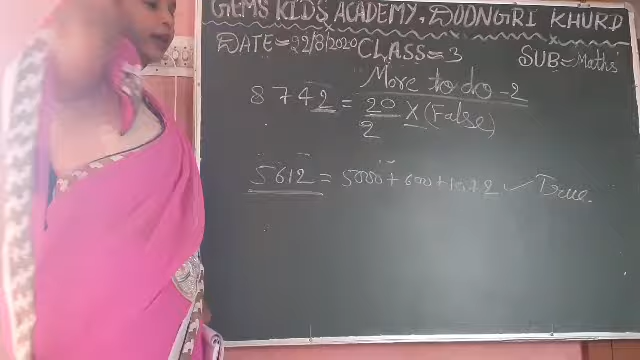 GEMS KIDS ACADEMY, DOONGRI KHURD
DATE=22/8/2020 CLASS=3 SUB=Maths
More to do -2
8742 = 20 X (False)
2
5612 = 5000 + 600 + 10 + 2 ✓ True.